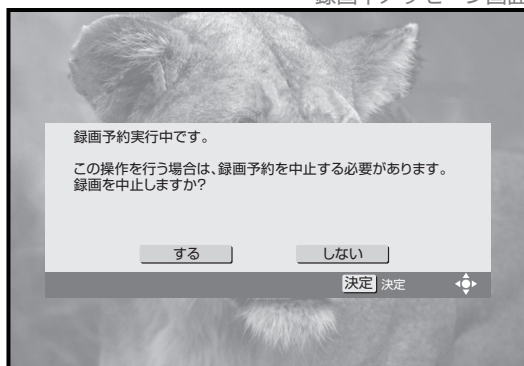 録画予約実行中です。
この操作を行う場合は、録画予約を中止する必要があります。
録画を中止しますか?
する しない
決定 決定